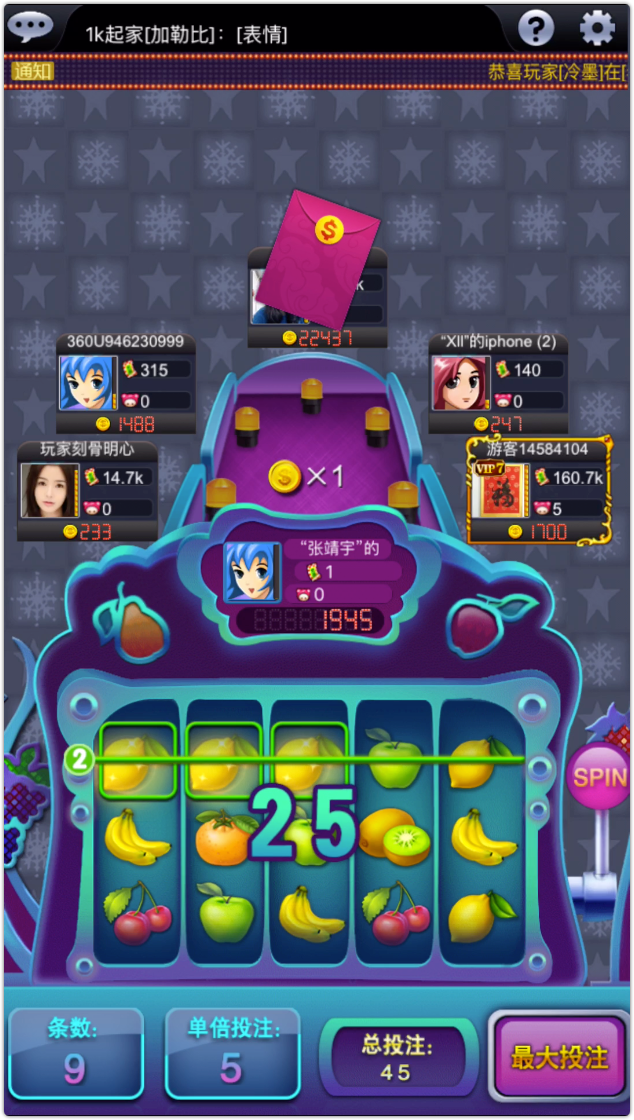 1k起家[加勒比]：[表情]
?
通知
恭喜玩家[冷墨]在[
$
k
22437
360U946230999
315
0
1488
“XII”的iphone (2)
140
0
247
玩家刻骨明心
14.7k
0
233
游客14584104
VIP 7
福
160.7k
5
1700
$ ×1
“张靖宇”的
1
0
1945
2
25
SPIN
条数:
9
单倍投注:
5
总投注:
45
最大投注